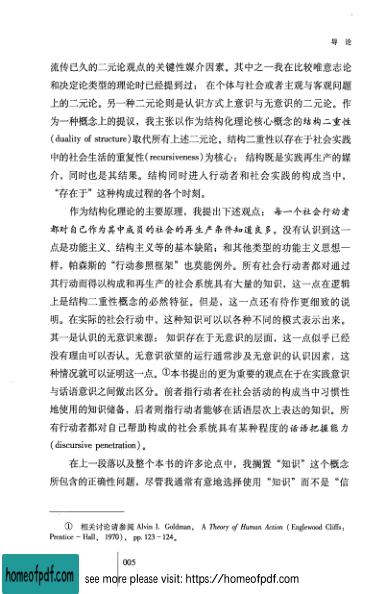 导 论
流传已久的二元论观点的关键性媒介因素。其中之一我在比较唯意志论
和决定论类型的理论时已经提到过： 在个体与社会或者主观与客观问题
上的二元论。另一种二元论则是认识方式上意识与无意识的二元论。作
为一种概念上的提议，我主张以作为结构化理论核心概念的结构二重性
(duality of structure)取代所有上述二元论。结构二重性以存在于社会实践
中的社会生活的重复性(recursiveness)为核心： 结构既是实践再生产的媒
介，同时也是其结果。结构同时进入行动者和社会实践的构成当中，
“存在于”这种构成过程的各个时刻。
作为结构化理论的主要原理，我提出下述观点： 每一个社会行动者
都对自己作为其中成员的社会的再生产条件知道良多。没有认识到这一
点是功能主义、结构主义等的基本缺陷；和其他类型的功能主义思想一
样，帕森斯的“行动参照框架”也莫能例外。所有社会行动者都对通过
其行动而得以构成和再生产的社会系统具有大量的知识，这一点在逻辑
上是结构二重性概念的必然特征。但是，这一点还有待作更细致的说
明。在实际的社会行动中，这种知识可以以各种不同的模式表示出来。
其一是认识的无意识来源： 知识存在于无意识的层面，这一点似乎已经
没有理由可以否认。无意识欲望的运行通常涉及无意识的认识因素，这
种情况就可以证明这一点。①本书提出的更为重要的观点在于在实践意识
与话语意识之间做出区分。前者指行动者在社会活动的构成当中习惯性
地使用的知识储备，后者则指行动者能够在话语层次上表达的知识。所
有行动者都对自己帮助构成的社会系统具有某种程度的话语把握能力
(discursive penetration)。
在上一段落以及整个本书的许多论点中，我搁置“知识”这个概念
所包含的正确性问题，尽管我通常有意地选择使用“知识”而不是“信
① 相关讨论请参阅 Alvin I. Goldman, A Theory of Human Action (Englewood Cliffs:
Prentice - Hall, 1970), pp. 123 - 124。
005
homeofpdf.com see more please visit: https://homeofpdf.com